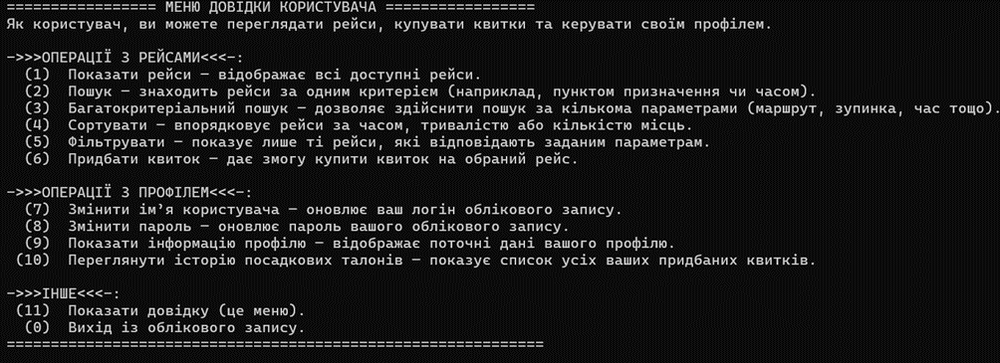 ================= МЕНЮ ДОВІДКИ КОРИСТУВАЧА =================
Як користувач, ви можете переглядати рейси, купувати квитки та керувати своїм профілем.

->>>ОПЕРАЦІЇ З РЕЙСАМИ<<<-:
  (1)  Показати рейси — відображає всі доступні рейси.
  (2)  Пошук — знаходить рейси за одним критерієм (наприклад, пунктом призначення чи часом).
  (3)  Багатокритеріальний пошук — дозволяє здійснити пошук за кількома параметрами (маршрут, зупинка, час тощо).
  (4)  Сортувати — впорядковує рейси за часом, тривалістю або кількістю місць.
  (5)  Фільтрувати — показує лише ті рейси, які відповідають заданим параметрам.
  (6)  Придбати квиток — дає змогу купити квиток на обраний рейс.

->>>ОПЕРАЦІЇ З ПРОФІЛЕМ<<<-:
  (7)  Змінити ім’я користувача — оновлює ваш логін облікового запису.
  (8)  Змінити пароль — оновлює пароль вашого облікового запису.
  (9)  Показати інформацію профілю — відображає поточні дані вашого профілю.
 (10)  Переглянути історію посадкових талонів — показує список усіх ваших придбаних квитків.

->>>ІНШЕ<<<-:
 (11)  Показати довідку (це меню).
  (0)  Вихід із облікового запису.
=============================================================